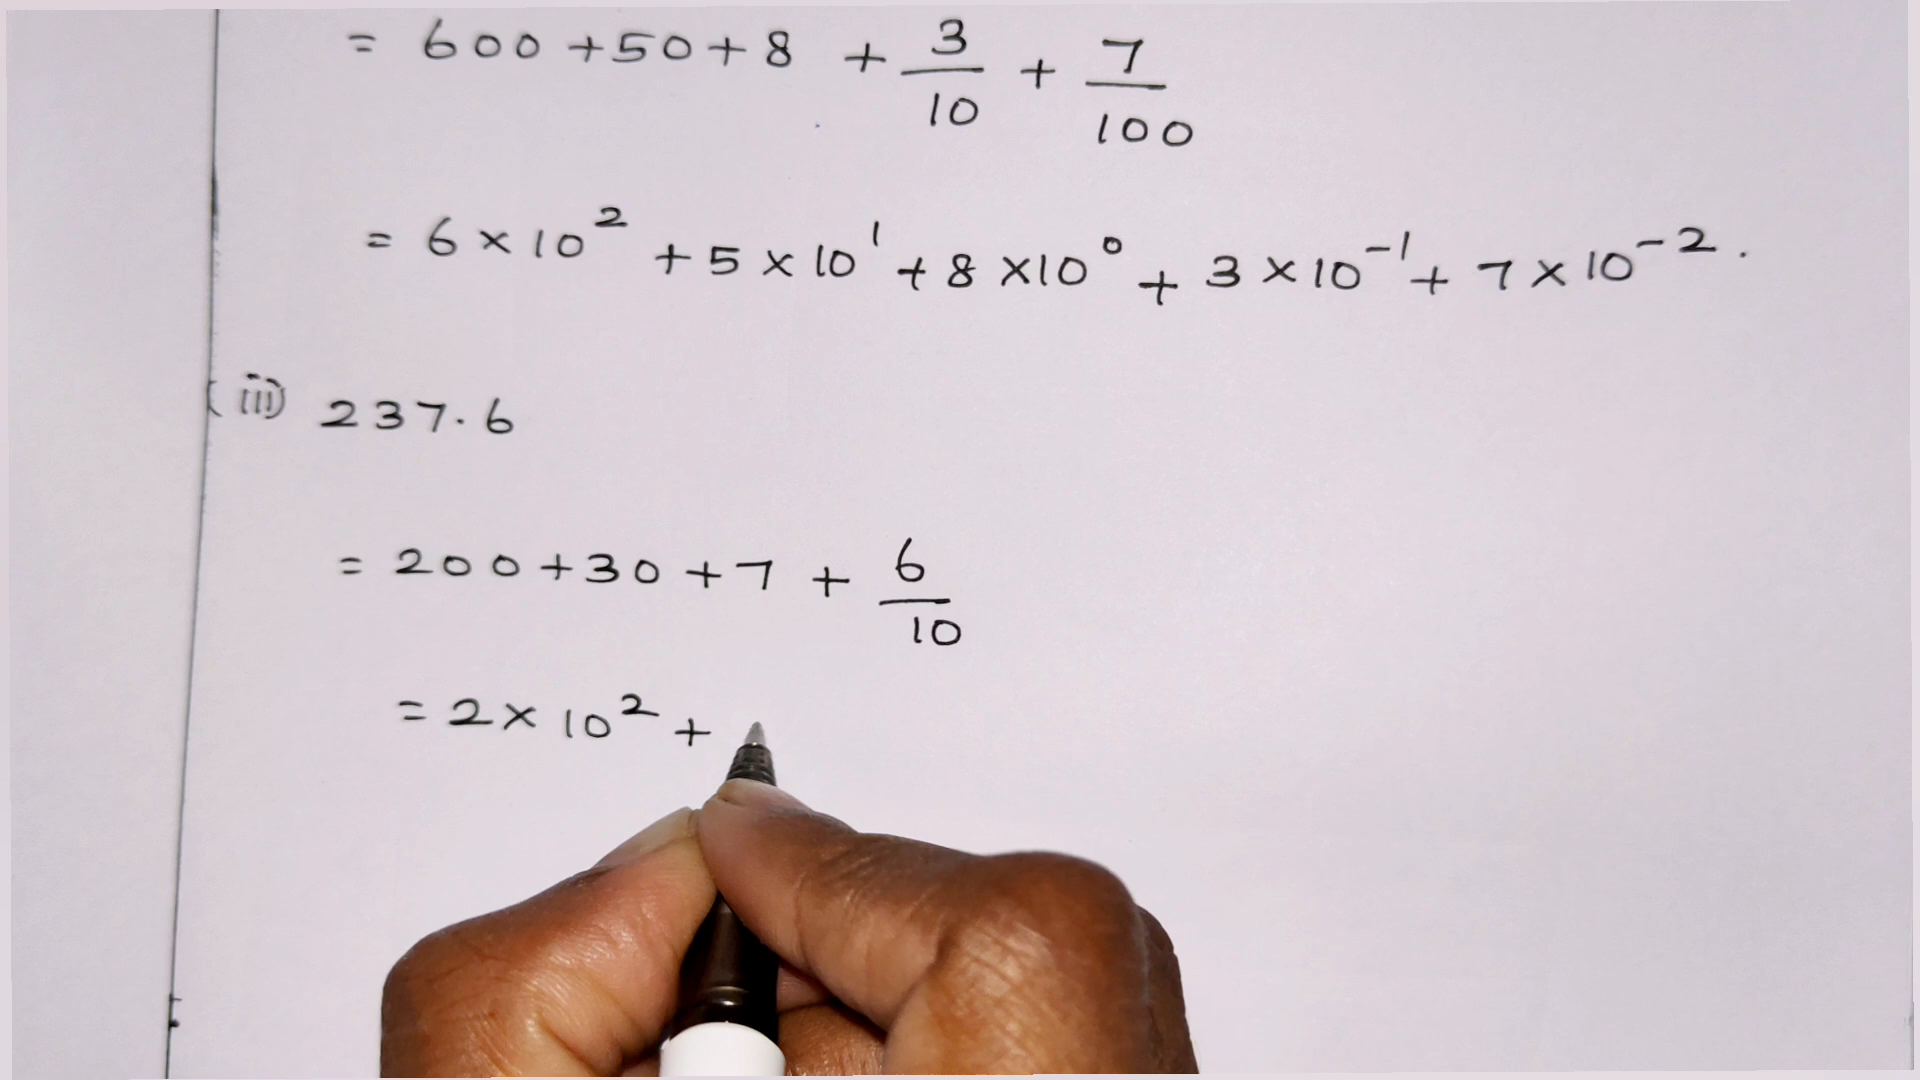 = 600 + 50 + 8 + 3/10 + 7/100
= 6 × 10² + 5 × 10¹ + 8 × 10⁰ + 3 × 10⁻¹ + 7 × 10⁻² .
(iii) 237.6
= 200 + 30 + 7 + 6/10
= 2 × 10² +